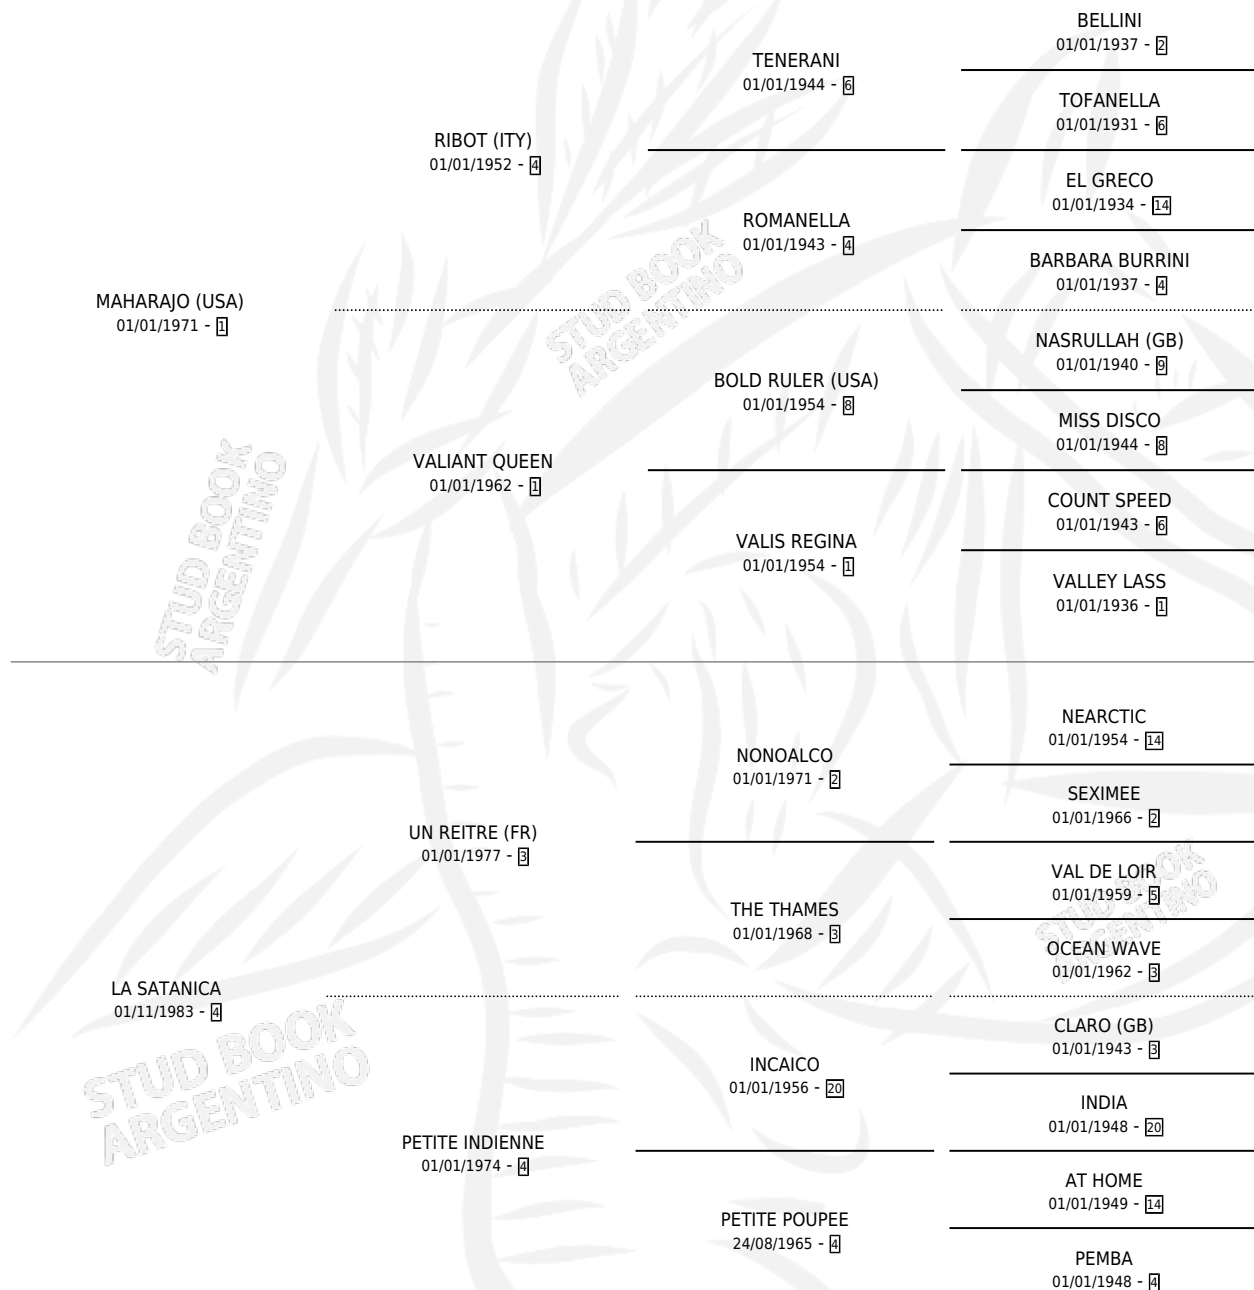 BELLINI
01/01/1937 - 2
TENERANI
01/01/1944 - 6
TOFANELLA
01/01/1931 - 6
RIBOT (ITY)
01/01/1952 - 4
EL GRECO
01/01/1934 - 14
ROMANELLA
01/01/1943 - 4
BARBARA BURRINI
01/01/1937 - 4
MAHARAJO (USA)
01/01/1971 - 1
NASRULLAH (GB)
01/01/1940 - 9
BOLD RULER (USA)
01/01/1954 - 8
MISS DISCO
01/01/1944 - 8
VALIANT QUEEN
01/01/1962 - 1
COUNT SPEED
01/01/1943 - 6
VALIS REGINA
01/01/1954 - 1
VALLEY LASS
01/01/1936 - 1
NEARCTIC
01/01/1954 - 14
NONOALCO
01/01/1971 - 2
SEXIMEE
01/01/1966 - 2
UN REITRE (FR)
01/01/1977 - 3
VAL DE LOIR
01/01/1959 - 5
THE THAMES
01/01/1968 - 3
OCEAN WAVE
01/01/1962 - 3
LA SATANICA
01/11/1983 - 4
CLARO (GB)
01/01/1943 - 3
INCAICO
01/01/1956 - 20
INDIA
01/01/1948 - 20
PETITE INDIENNE
01/01/1974 - 4
AT HOME
01/01/1949 - 14
PETITE POUPEE
24/08/1965 - 4
PEMBA
01/01/1948 - 4
STUD BOOK
ARGENTINO
STUD BOOK
ARGENTINO
STUD BOOK
ARGENTINO
STUD BOOK
ARGENTINO